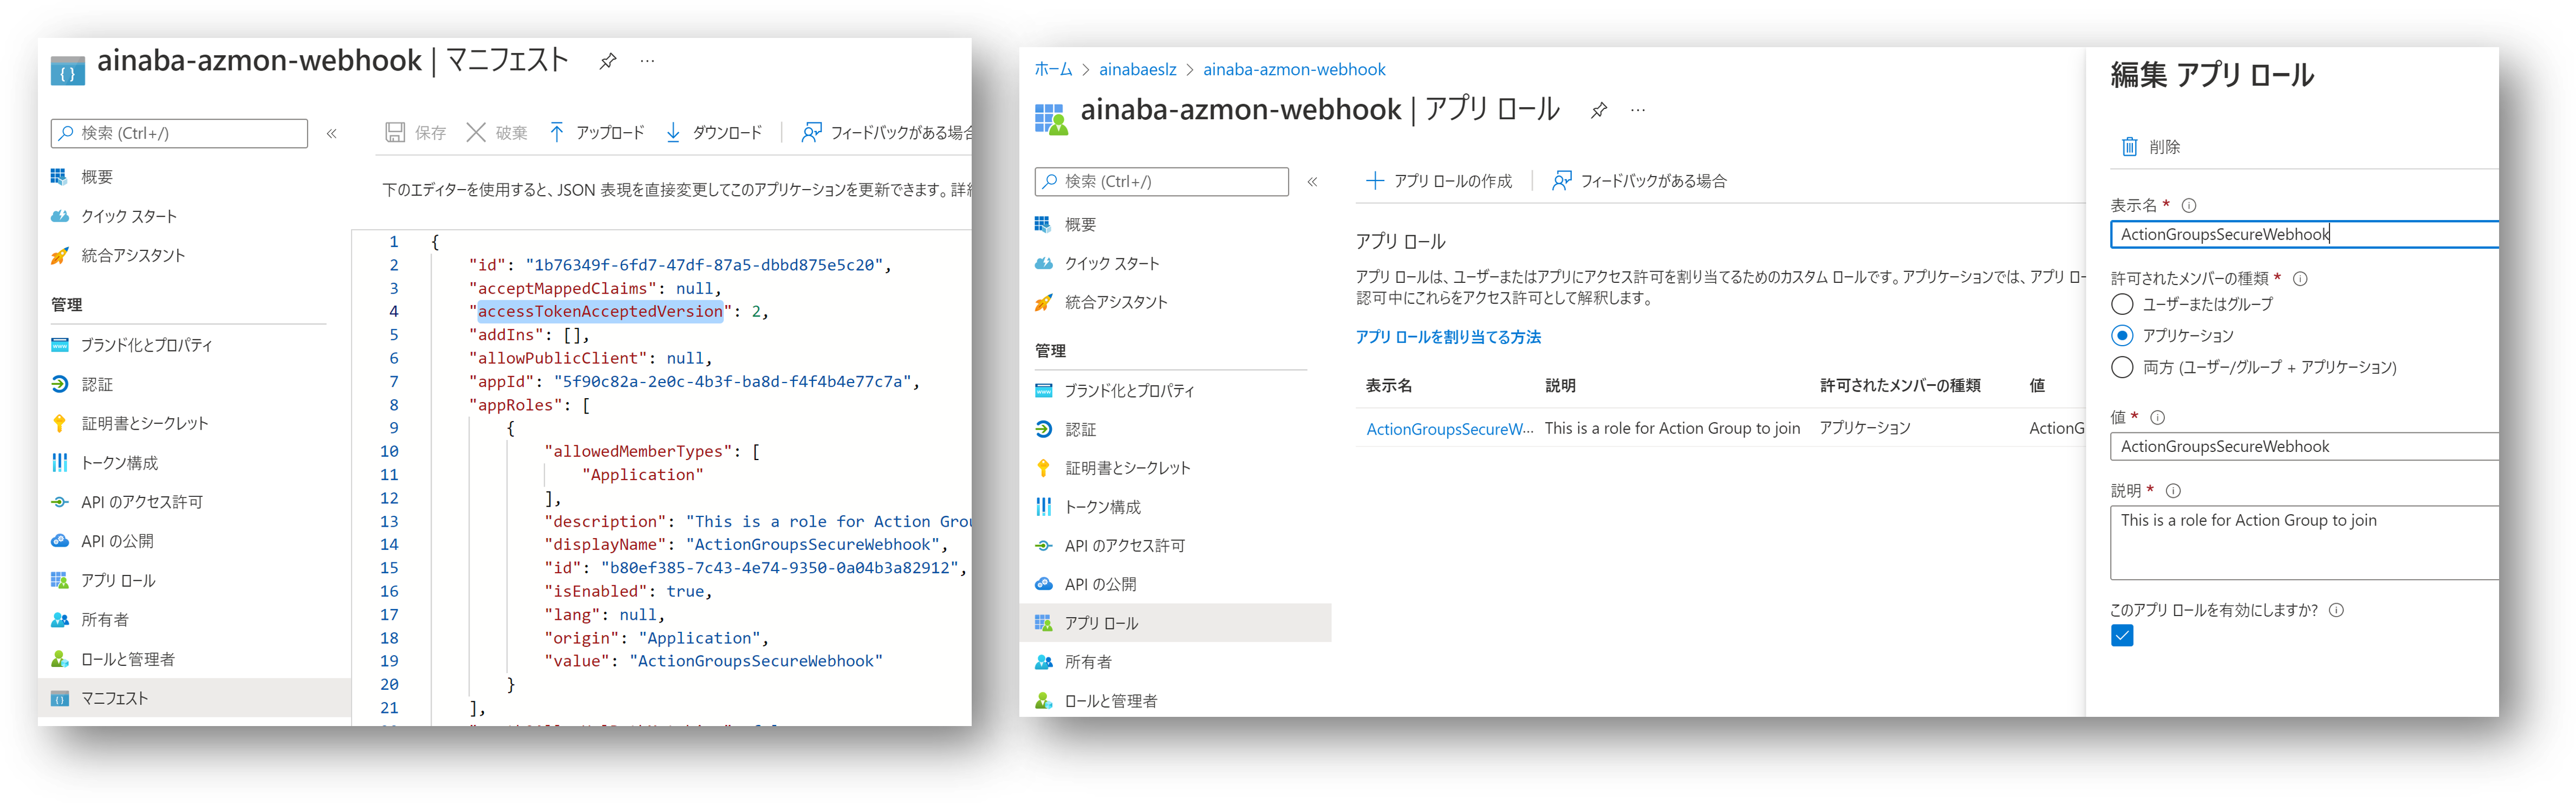 ainaba-azmon-webhook | マニフェスト ...
検索 (Ctrl+/)
«
保存
破棄
アップロード
ダウンロード
フィードバックがある場合
概要
クイック スタート
統合アシスタント
管理
ブランド化とプロパティ
認証
証明書とシークレット
トークン構成
API のアクセス許可
API の公開
アプリ ロール
所有者
ロールと管理者
マニフェスト
下のエディターを使用すると、JSON 表現を直接変更してこのアプリケーションを更新できます。詳細
1 {
2 "id": "1b76349f-6fd7-47df-87a5-dbbd875e5c20",
3 "acceptMappedClaims": null,
4 "accessTokenAcceptedVersion": 2,
5 "addIns": [],
6 "allowPublicClient": null,
7 "appId": "5f90c82a-2e0c-4b3f-ba8d-f4f4b4e77c7a",
8 "appRoles": [
9 {
10 "allowedMemberTypes": [
11 "Application"
12 ],
13 "description": "This is a role for Action Grou
14 "displayName": "ActionGroupsSecureWebhook",
15 "id": "b80ef385-7c43-4e74-9350-0a04b3a82912",
16 "isEnabled": true,
17 "lang": null,
18 "origin": "Application",
19 "value": "ActionGroupsSecureWebhook"
20 }
21 ],
ホーム > ainabaeslz > ainaba-azmon-webhook
ainaba-azmon-webhook | アプリ ロール ...
検索 (Ctrl+/)
«
概要
クイック スタート
統合アシスタント
管理
ブランド化とプロパティ
認証
証明書とシークレット
トークン構成
API のアクセス許可
API の公開
アプリ ロール
所有者
ロールと管理者
アプリ ロールの作成
フィードバックがある場合
アプリ ロール
アプリ ロールは、ユーザーまたはアプリにアクセス許可を割り当てるためのカスタム ロールです。アプリケーションでは、アプリ ロー
認可中にこれらをアクセス許可として解釈します。
アプリ ロールを割り当てる方法
表示名 説明 許可されたメンバーの種類 値
ActionGroupsSecureW... This is a role for Action Group to join アプリケーション ActionG
編集 アプリ ロール
削除
表示名 *
ActionGroupsSecureWebhook
許可されたメンバーの種類 *
ユーザーまたはグループ
アプリケーション
両方 (ユーザー/グループ + アプリケーション)
値 *
ActionGroupsSecureWebhook
説明 *
This is a role for Action Group to join
このアプリ ロールを有効にしますか?